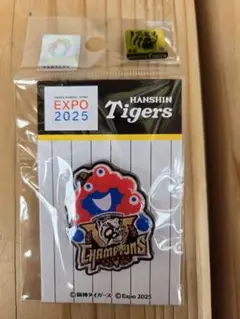 EXPO
2025
HANSHIN
Tigers
CHAMPIONS
©阪神タイガース ©Expo 2025